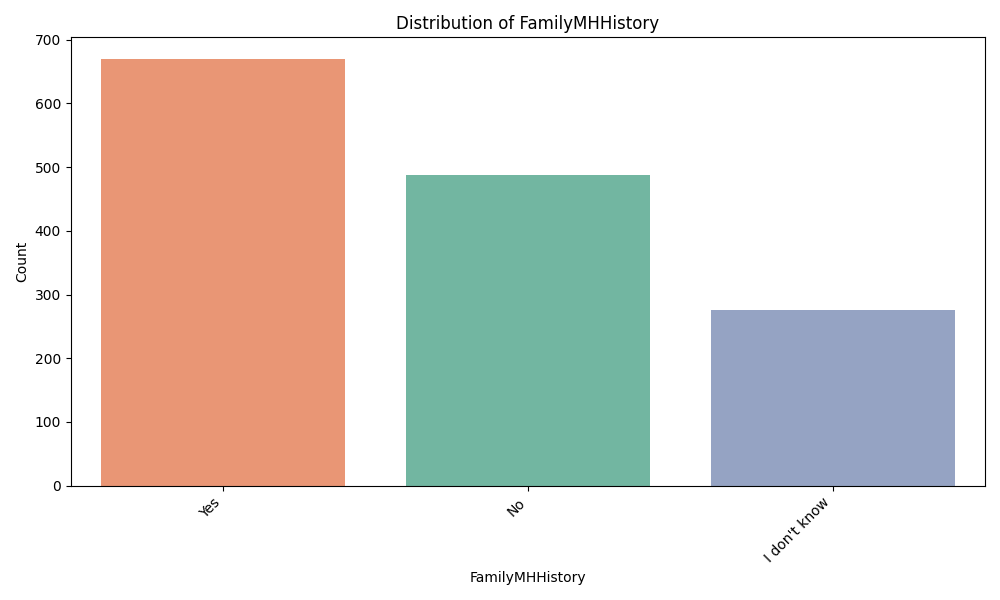 Distribution of FamilyMHHistory
700
600
500
400
300
200
100
0
Count
Yes
No
I don't know
FamilyMHHistory